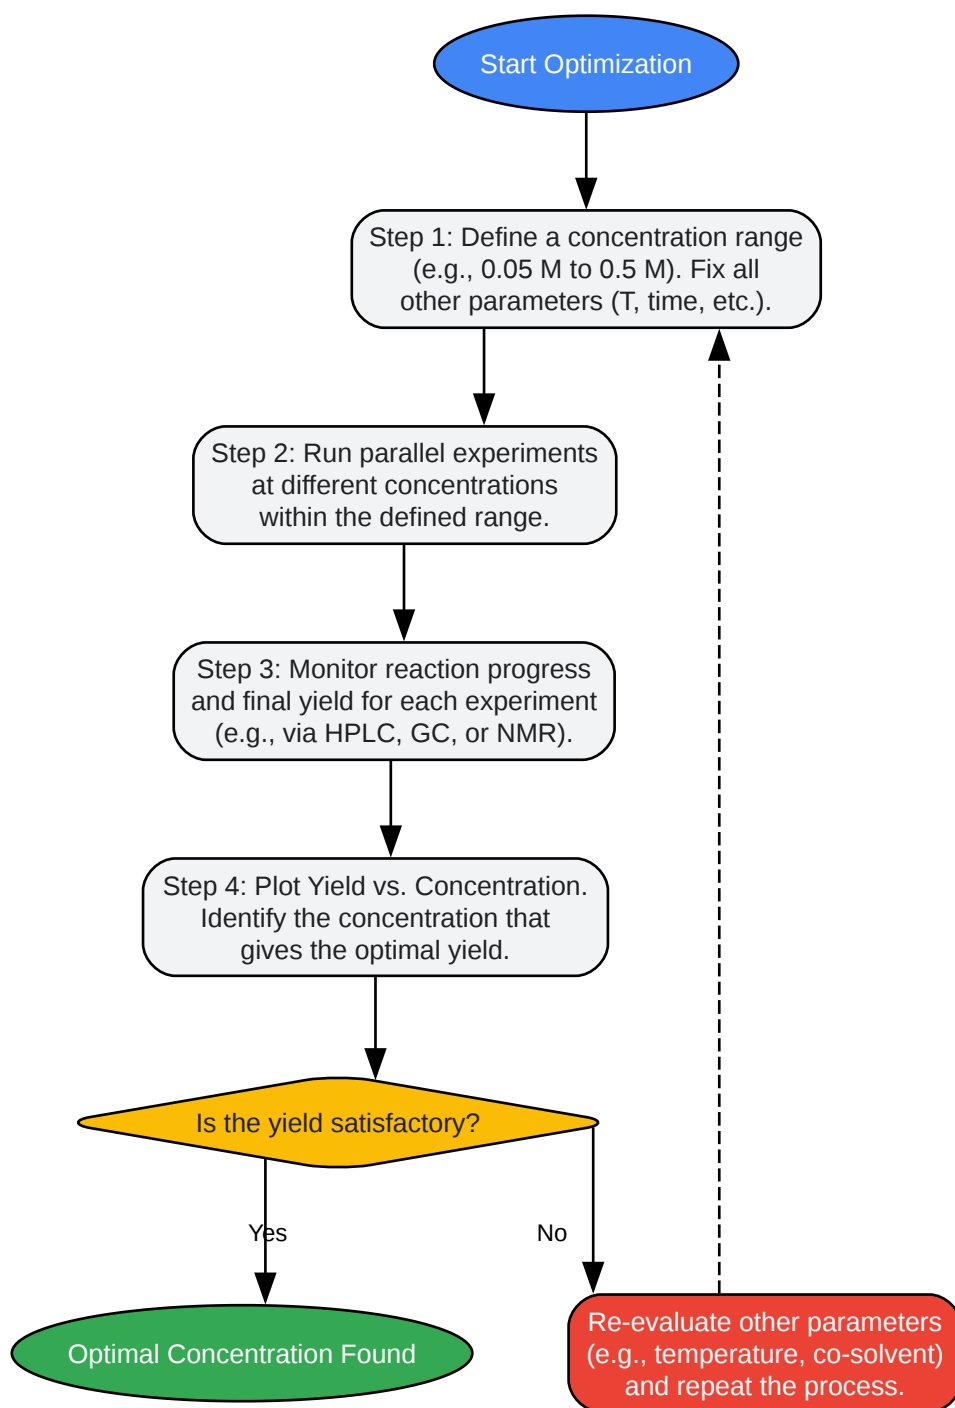 Start Optimization
Step 1: Define a concentration range
(e.g., 0.05 M to 0.5 M). Fix all
other parameters (T, time, etc.).
Step 2: Run parallel experiments
at different concentrations
within the defined range.
Step 3: Monitor reaction progress
and final yield for each experiment
(e.g., via HPLC, GC, or NMR).
Step 4: Plot Yield vs. Concentration.
Identify the concentration that
gives the optimal yield.
Is the yield satisfactory?
Yes
No
Optimal Concentration Found
Re-evaluate other parameters
(e.g., temperature, co-solvent)
and repeat the process.